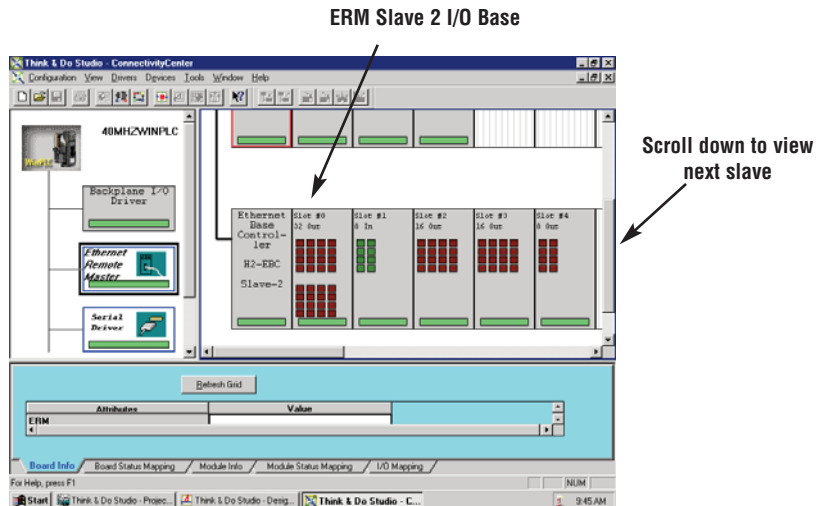 ERM Slave 2 I/O Base
Think & Do Studio - ConnectivityCenter
Configuration View Drivers Devices Tools Window Help
Scroll down to view
next slave
40MHZWINPLC
WinPLC
Backplane I/O
Driver
Ethernet
Remote
Master
Serial
Driver
Ethernet
Base
Control-
ler
H2-EBC
Slave-2
Slot #0
32 Out
Slot #1
8 In
Slot #2
16 Out
Slot #3
16 Out
Slot #4
8 Out
Refresh Grid
Attributes Value
ERM
Board Info Board Status Mapping Module Info Module Status Mapping I/O Mapping
For Help, press F1
NUM
Start Think & Do Studio - Projec... Think & Do Studio - Desig... Think & Do Studio - C... 9:45 AM